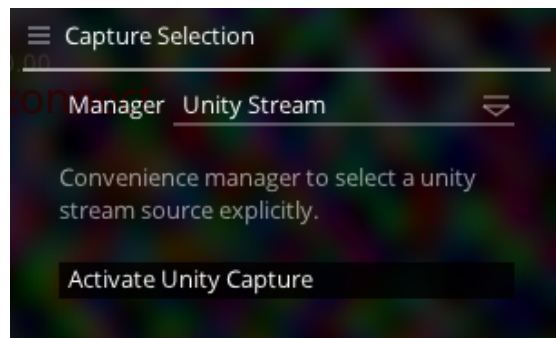 Capture Selection
Manager Unity Stream
Convenience manager to select a unity
stream source explicitly.
Activate Unity Capture